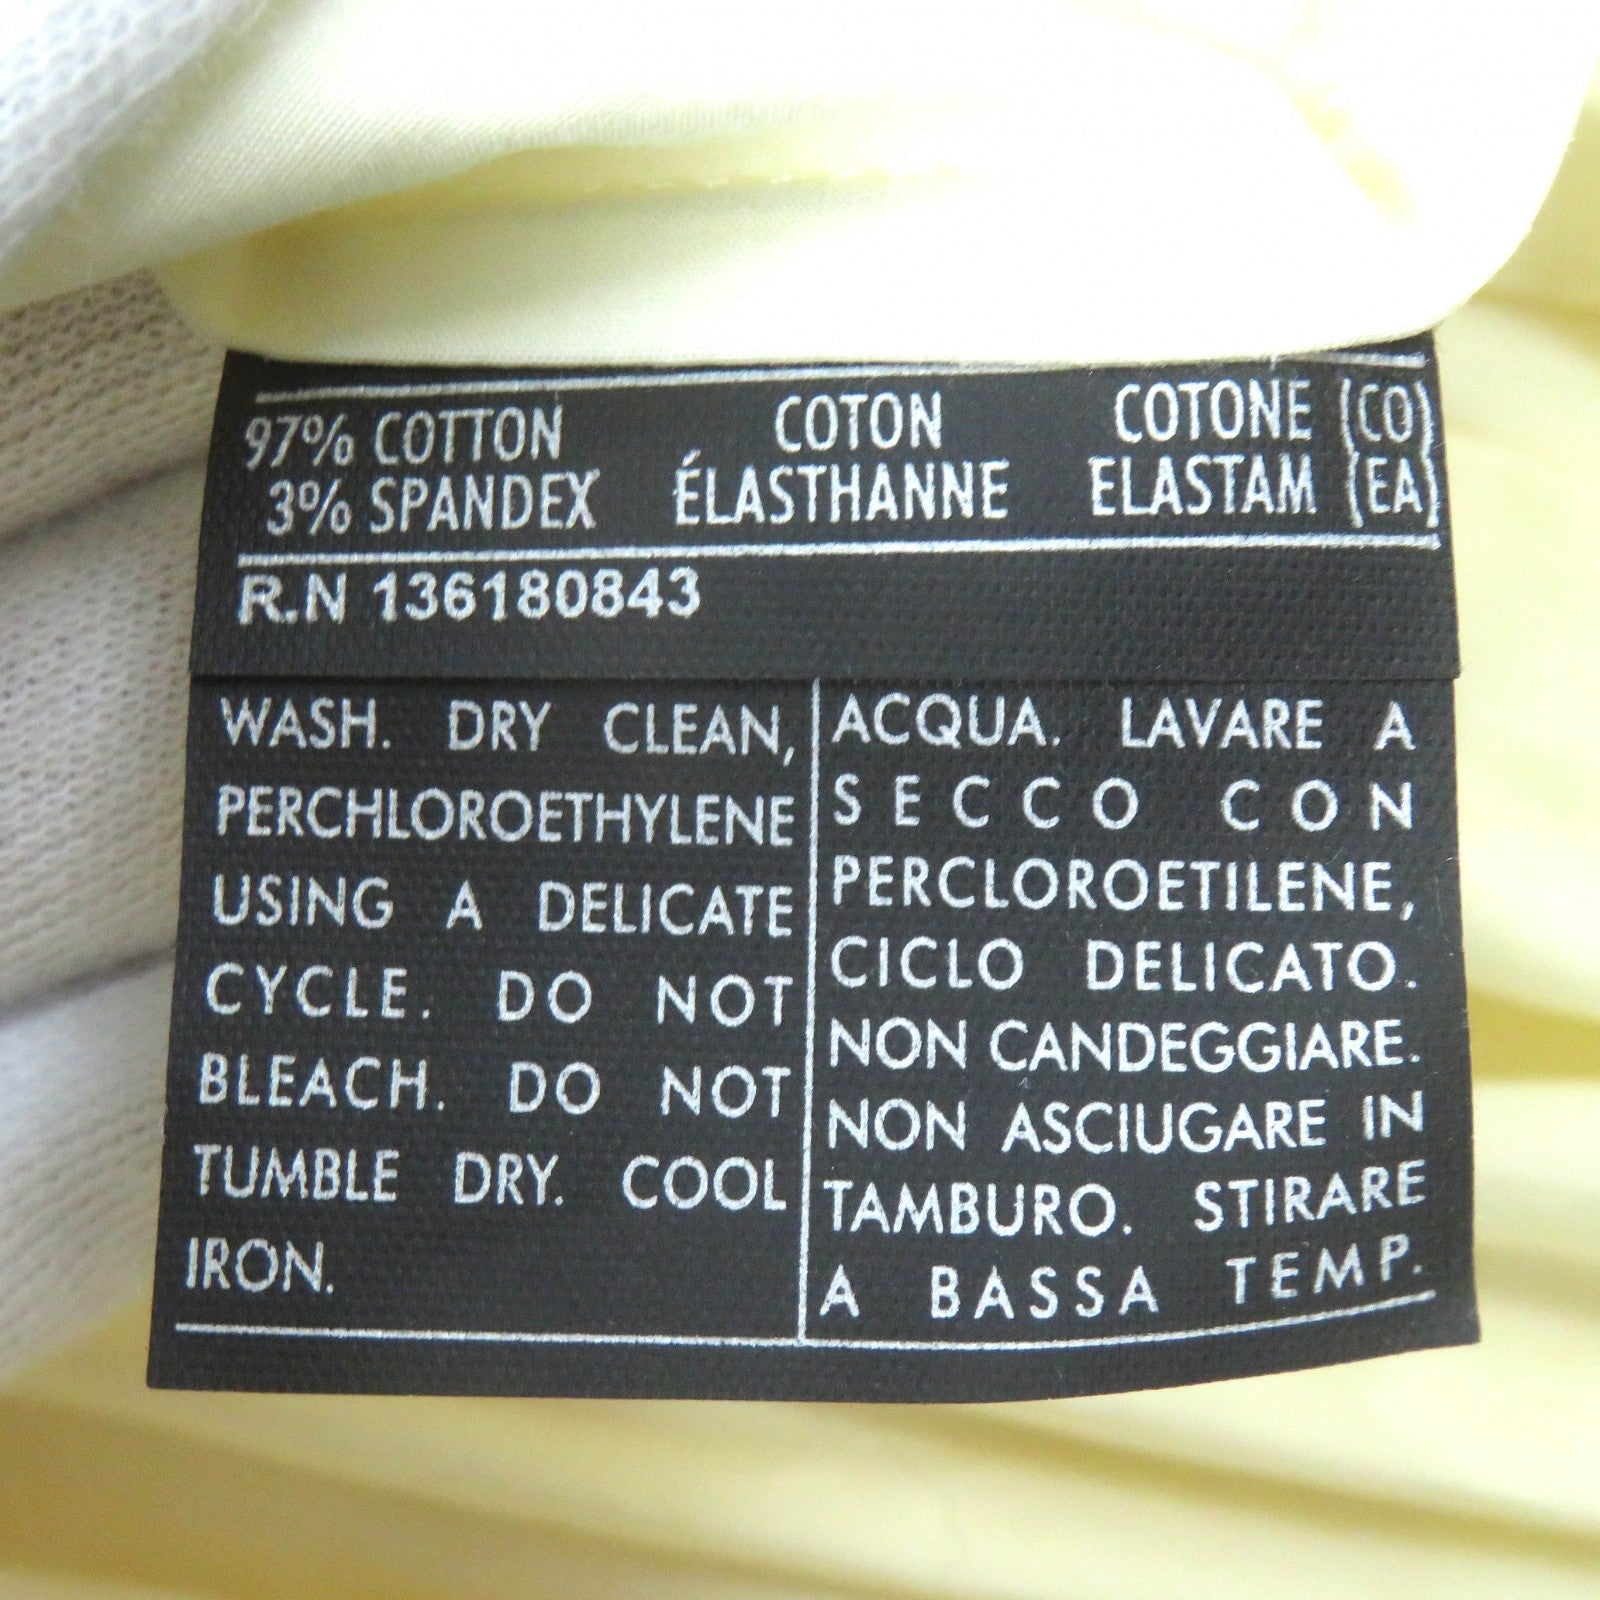 97% COTTON COTON COTONE (CO)
3% SPANDEX ÉLASTHANNE ELASTAM (EA)
R.N 136180843
WASH. DRY CLEAN,
PERCHLOROETHYLENE
USING A DELICATE
CYCLE. DO NOT
BLEACH. DO NOT
TUMBLE DRY. COOL
IRON.
ACQUA. LAVARE A
SECCO CON
PERCLOROETILENE,
CICLO DELICATO.
NON CANDEGGIARE.
NON ASCIUGARE IN
TAMBURO. STIRARE
A BASSA TEMP.